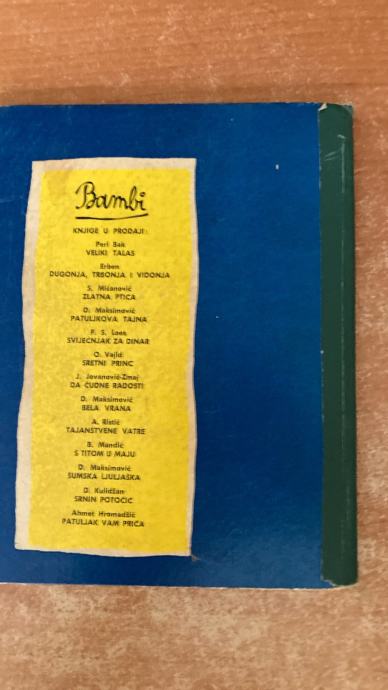 Bambi
KNJIGE U PRODAJI:
Perl Bak
VELIKI TALAS
Erben
DUGONJA, TRBONJA I VIDONJA
S. Mićanović
ZLATNA PTICA
D. Maksimović
PATULJKOVA TAJNA
P. S. Loes
SVIJEĆNJAK ZA DINAR
O. Vajld
SRETNI PRINC
J. Jovanović-Zmaj
DA ČUDNE RADOSTI
D. Maksimović
BELA VRANA
A. Ristić
TAJANSTVENE VATRE
B. Mandić
S TITOM U MAJU
D. Maksimović
ŠUMSKA LJULJAŠKA
D. Kulidžan
SRNIN POTOČIĆ
Ahmet Hromadžić
PATULJAK VAM PRIČA